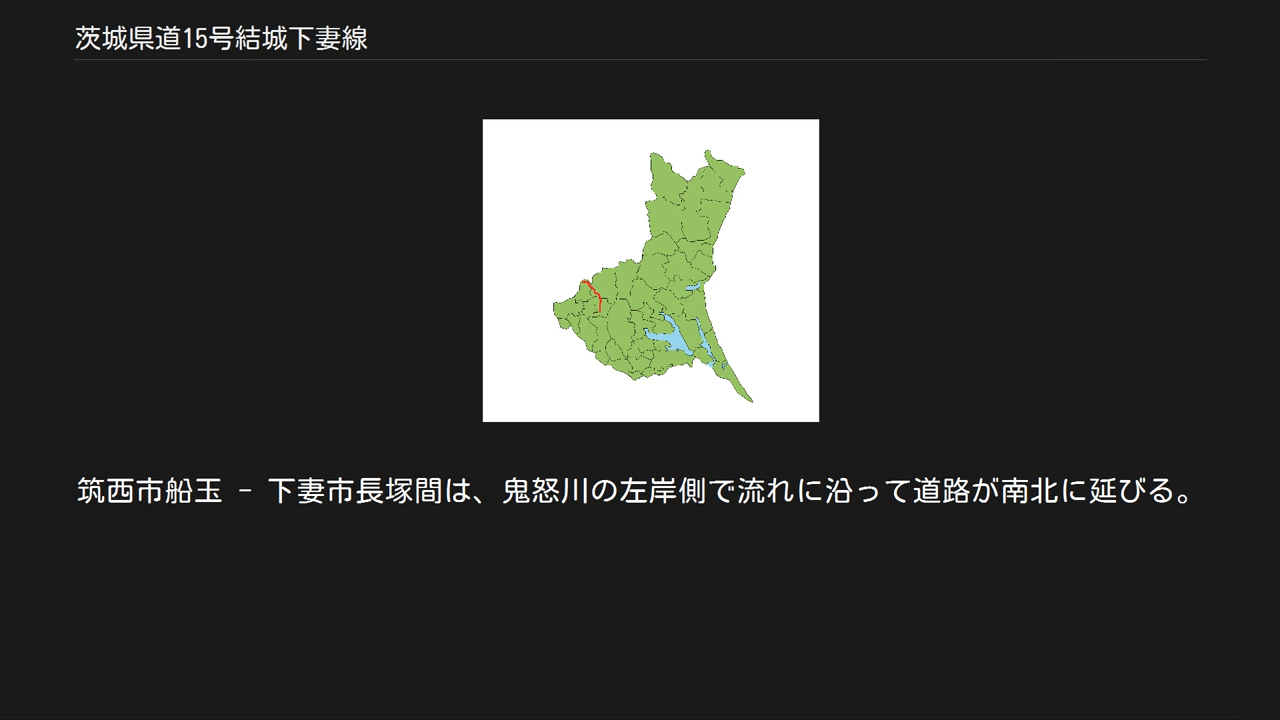 茨城県道15号結城下妻線
筑西市船玉 - 下妻市長塚間は、鬼怒川の左岸側で流れに沿って道路が南北に延びる。